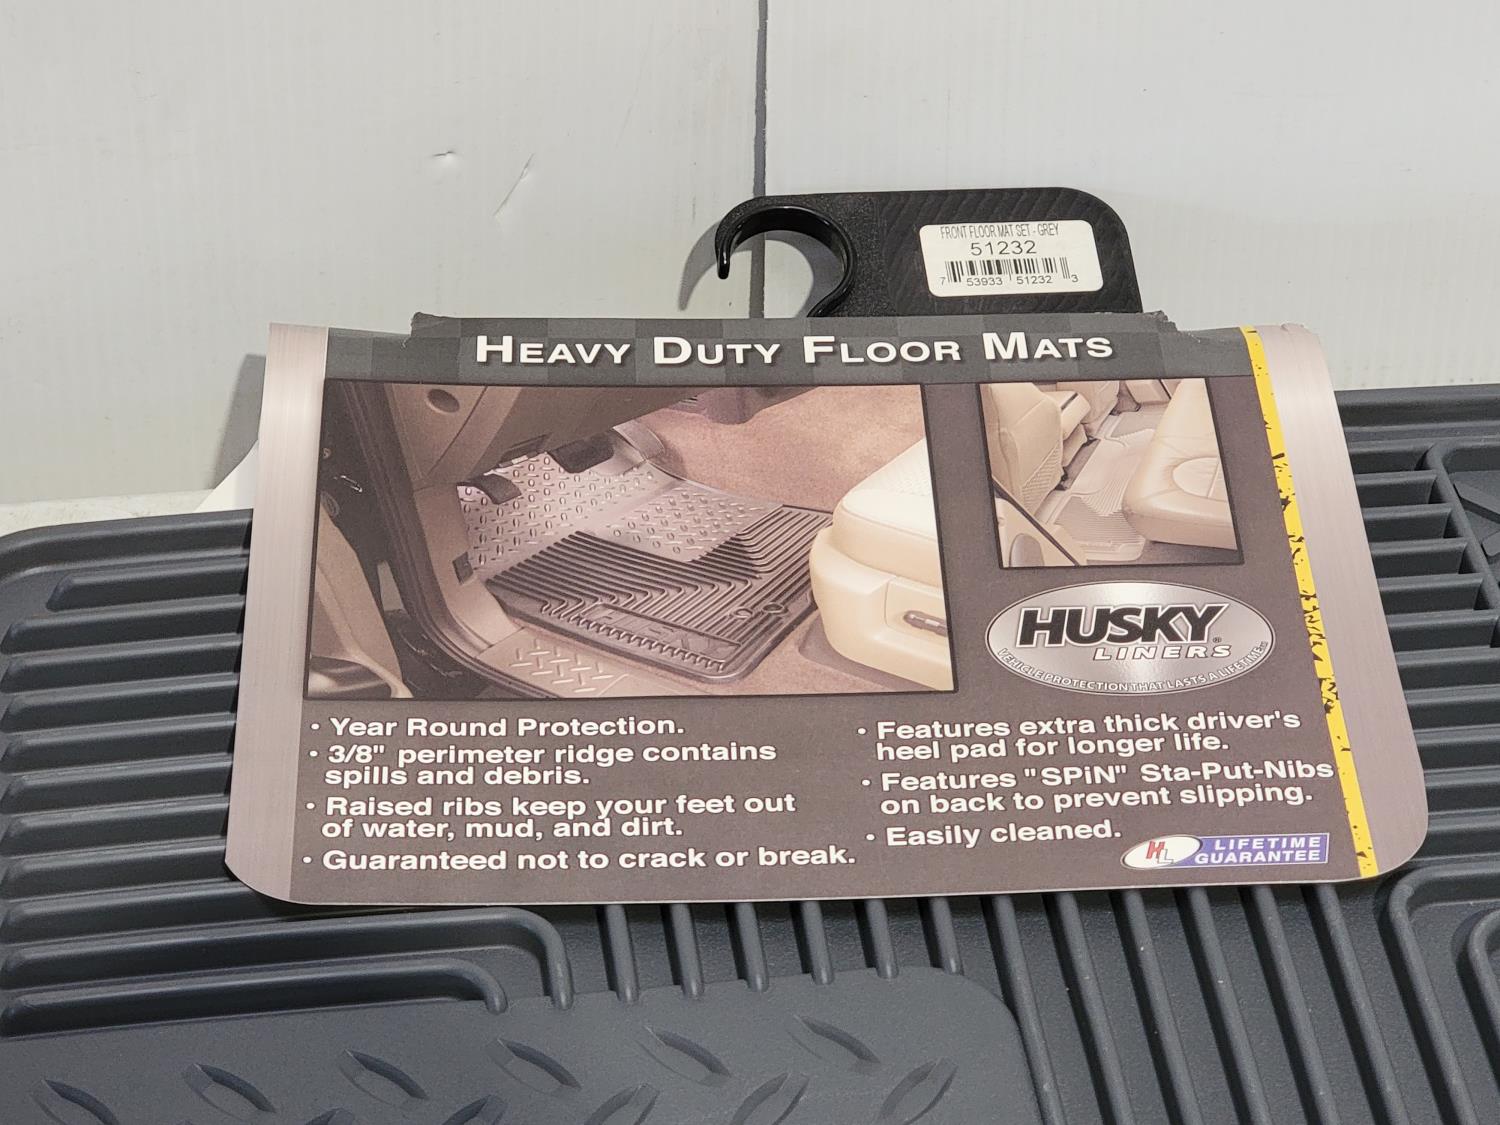 FRONT FLOOR MAT SET - GREY
51232
7 53933 51232 3
HEAVY DUTY FLOOR MATS
HUSKY®
LINERS
VEHICLE PROTECTION THAT LASTS A LIFETIME™
• Year Round Protection.
• 3/8" perimeter ridge contains
spills and debris.
• Raised ribs keep your feet out
of water, mud, and dirt.
• Guaranteed not to crack or break.
• Features extra thick driver's
heel pad for longer life.
• Features "SPiN" Sta-Put-Nibs
on back to prevent slipping.
• Easily cleaned.
HL LIFETIME
GUARANTEE